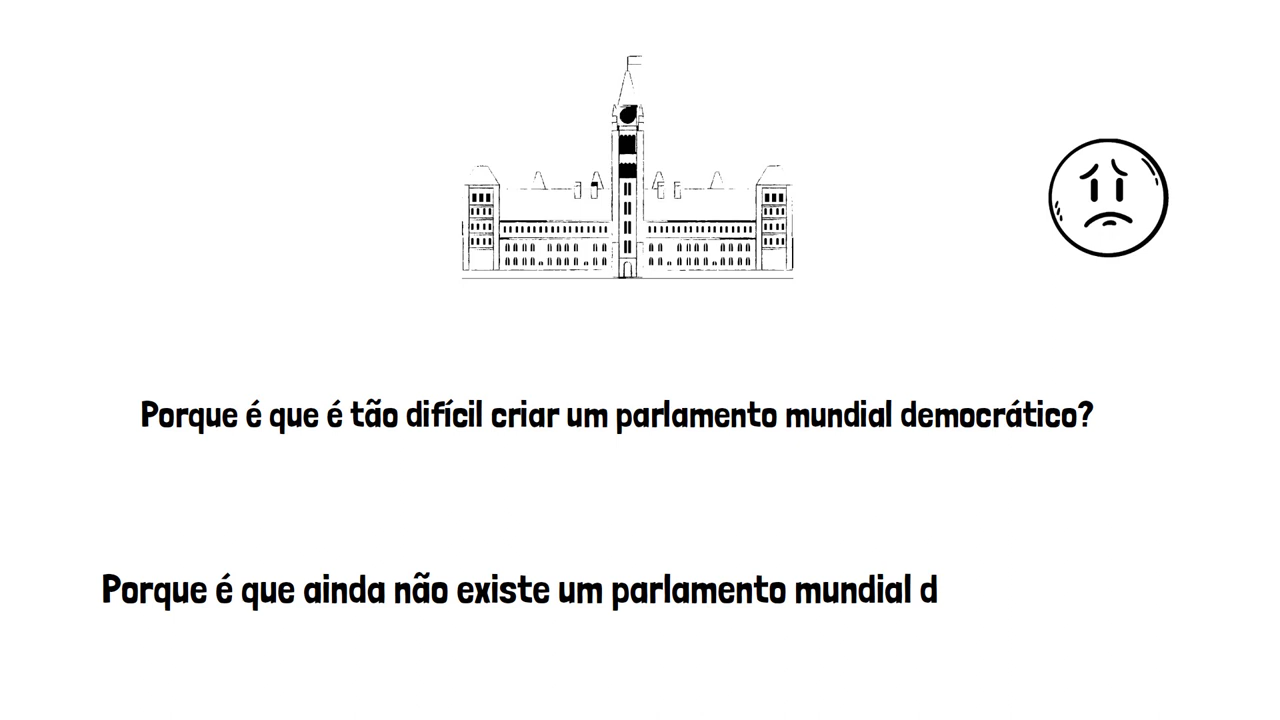 Porque é que é tão difícil criar um parlamento mundial democrático?
Porque é que ainda não existe um parlamento mundial d